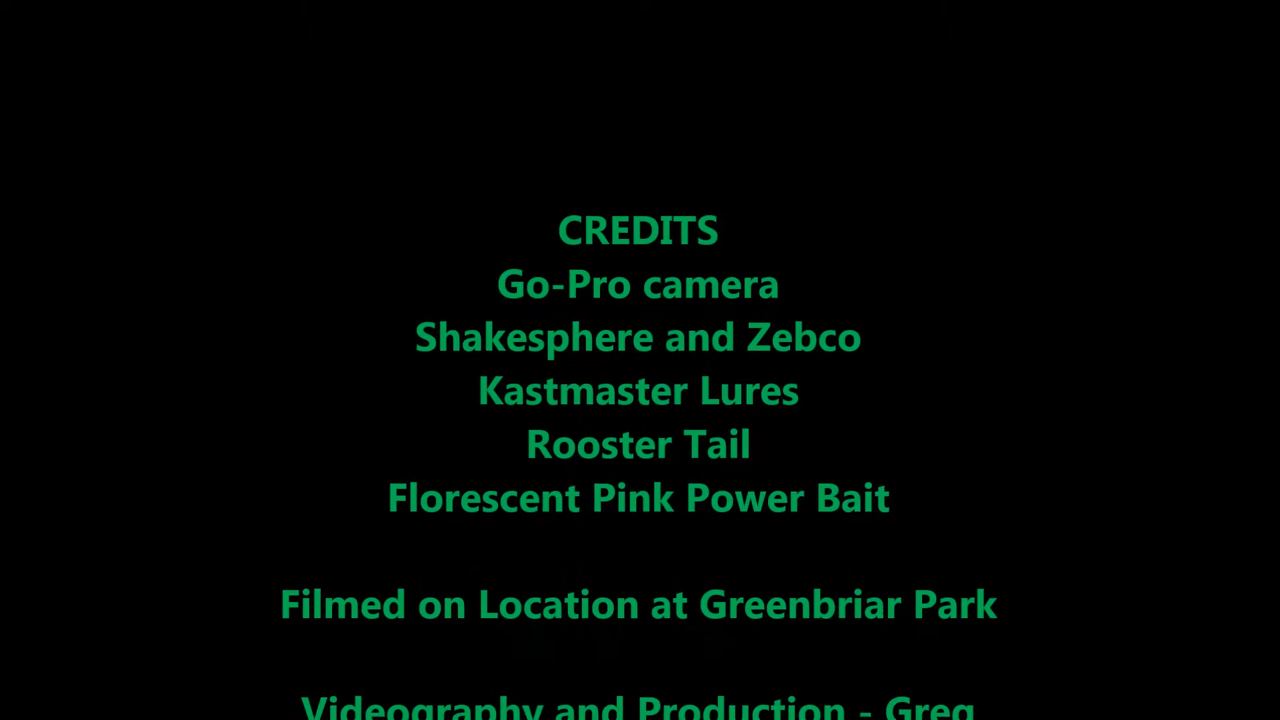 CREDITS
Go-Pro camera
Shakesphere and Zebco
Kastmaster Lures
Rooster Tail
Florescent Pink Power Bait
Filmed on Location at Greenbriar Park
Videography and Production - Greg